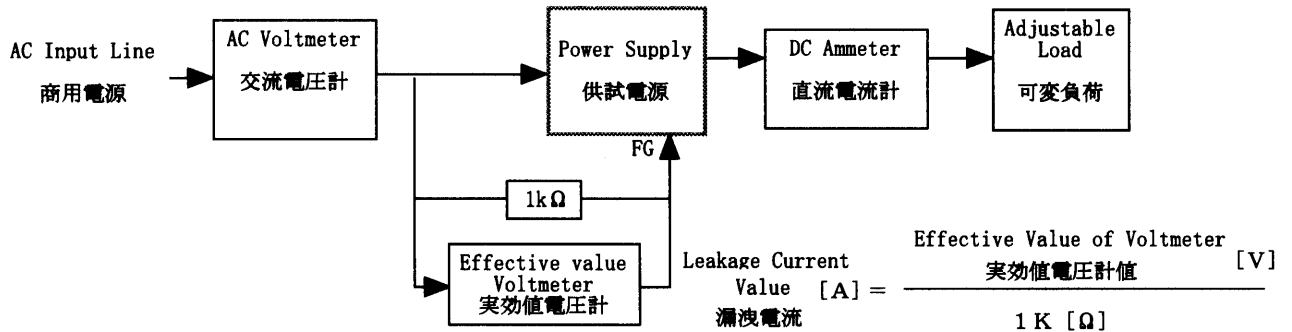 AC Input Line
商用電源
AC Voltmeter
交流電圧計
Power Supply
供試電源
FG
DC Ammeter
直流電流計
Adjustable
Load
可変負荷
1kΩ
Effective value
Voltmeter
実効値電圧計
Leakage Current
Value [A] =
漏洩電流
Effective Value of Voltmeter [V]
実効値電圧計値
1K [Ω]